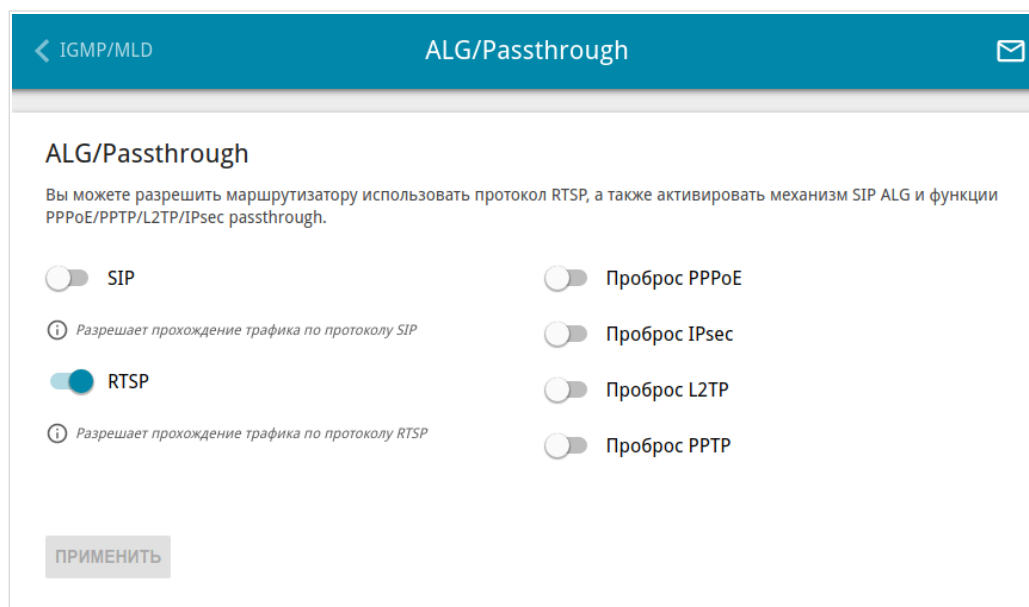 IGMP/MLD
ALG/Passthrough
ALG/Passthrough
Вы можете разрешить маршрутизатору использовать протокол RTSP, а также активировать механизм SIP ALG и функции
PPPoE/PPTP/L2TP/IPsec passthrough.
SIP
Разрешает прохождение трафика по протоколу SIP
RTSP
Разрешает прохождение трафика по протоколу RTSP
Проброс PPPoE
Проброс IPsec
Проброс L2TP
Проброс PPTP
ПРИМЕНИТЬ